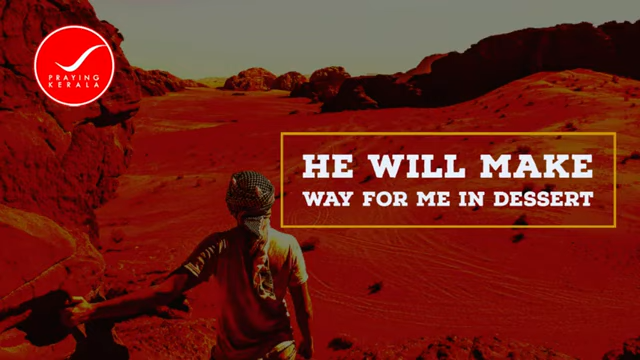 PRAYING
KERALA
HE WILL MAKE
WAY FOR ME IN DESSERT